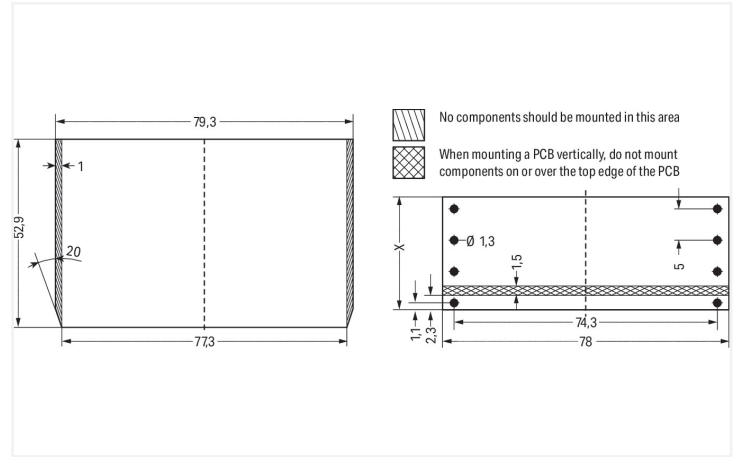 79,3
1
52,9
20
77,3
No components should be mounted in this area
When mounting a PCB vertically, do not mount
components on or over the top edge of the PCB
X
Ø 1,3
1,5
5
1,1
2,3
74,3
78